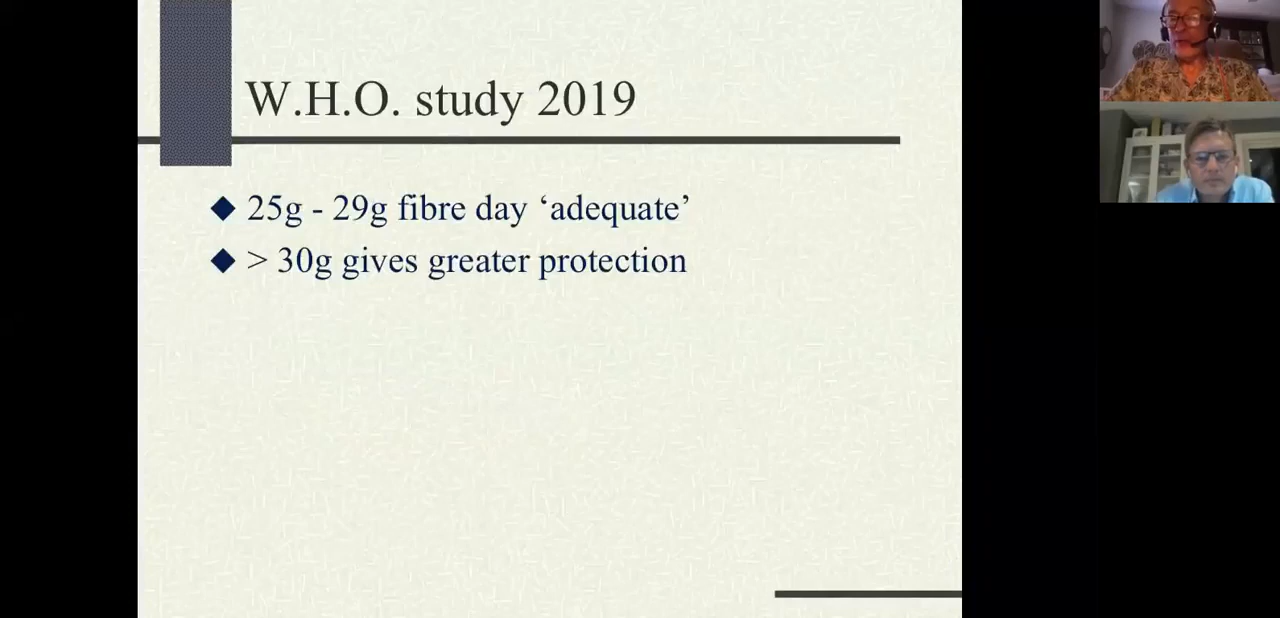 W.H.O. study 2019
25g - 29g fibre day ‘adequate’
> 30g gives greater protection